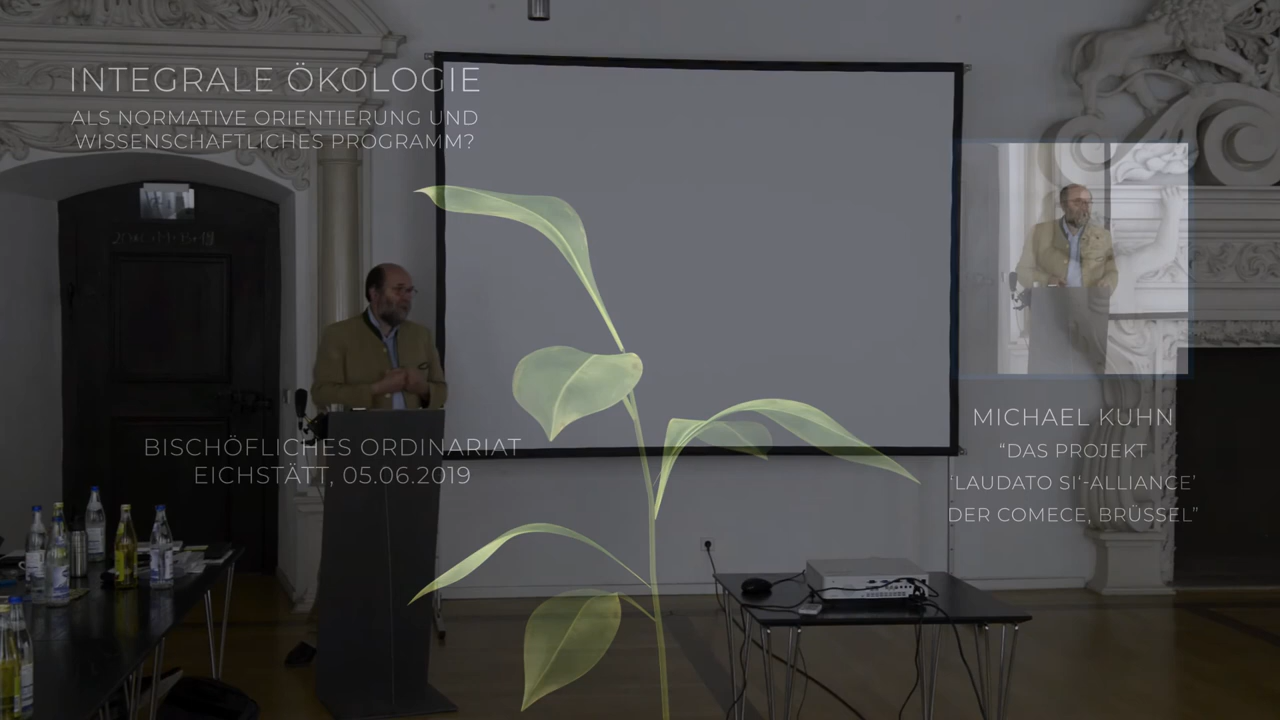 INTEGRALE ÖKOLOGIE
ALS NORMATIVE ORIENTIERUNG UND
WISSENSCHAFTLICHES PROGRAMM?
BISCHÖFLICHES ORDINARIAT
EICHSTÄTT, 05.06.2019
MICHAEL KUHN
“DAS PROJEKT
‘LAUDATO SI‘-ALLIANCE’
DER COMECE, BRÜSSEL”